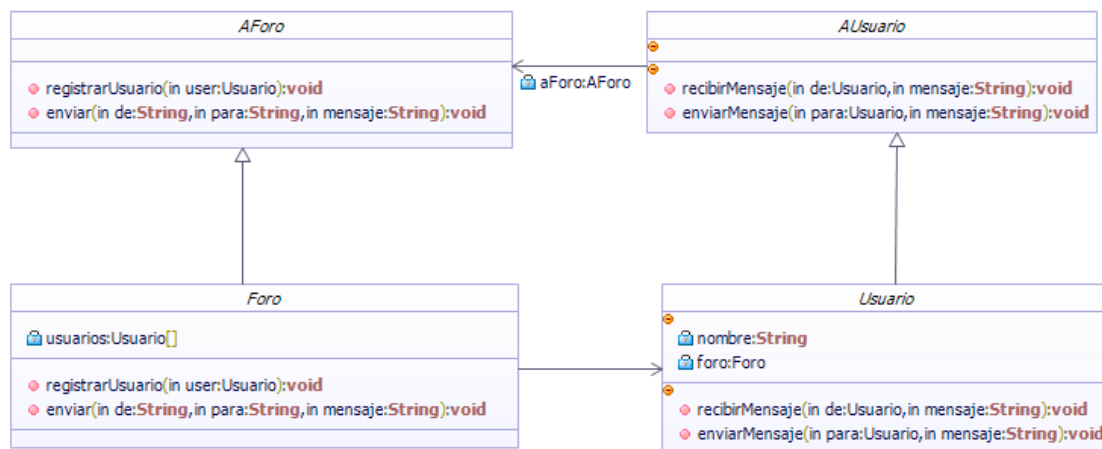 AForo
registrarUsuario(in user:Usuario):void
enviar(in de:String,in para:String,in mensaje:String):void
aForo:AForo
AUsuario
recibirMensaje(in de:Usuario,in mensaje:String):void
enviarMensaje(in para:Usuario,in mensaje:String):void
Foro
usuarios:Usuario[]
registrarUsuario(in user:Usuario):void
enviar(in de:String,in para:String,in mensaje:String):void
Usuario
nombre:String
foro:Foro
recibirMensaje(in de:Usuario,in mensaje:String):void
enviarMensaje(in para:Usuario,in mensaje:String):void